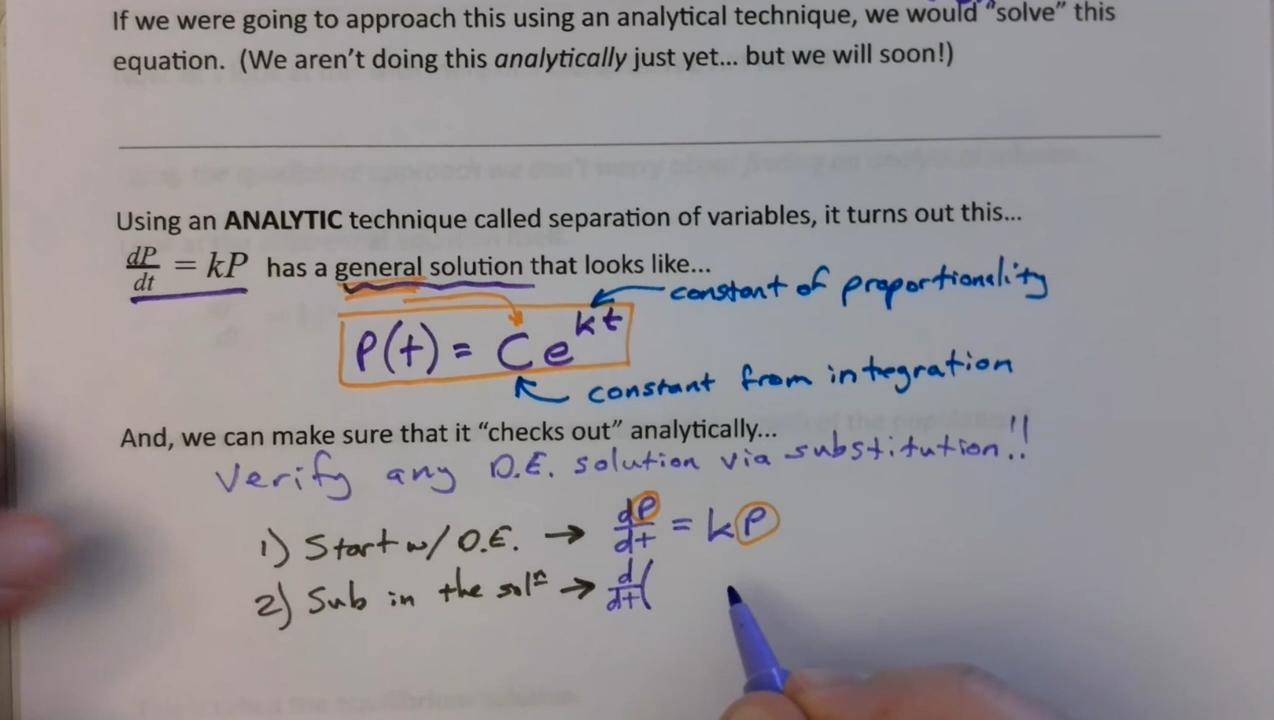 If we were going to approach this using an analytical technique, we would "solve" this
equation. (We aren't doing this analytically just yet... but we will soon!)
Using an ANALYTIC technique called separation of variables, it turns out this...
dP/dt = kP has a general solution that looks like...
constant of proportionality
P(t) = Ce^kt
constant from integration
And, we can make sure that it "checks out" analytically...
Verify any D.E. solution via substitution!!
1) Start w/ D.E. → dP/dt = kP
2) Sub in the solⁿ → d/dt(